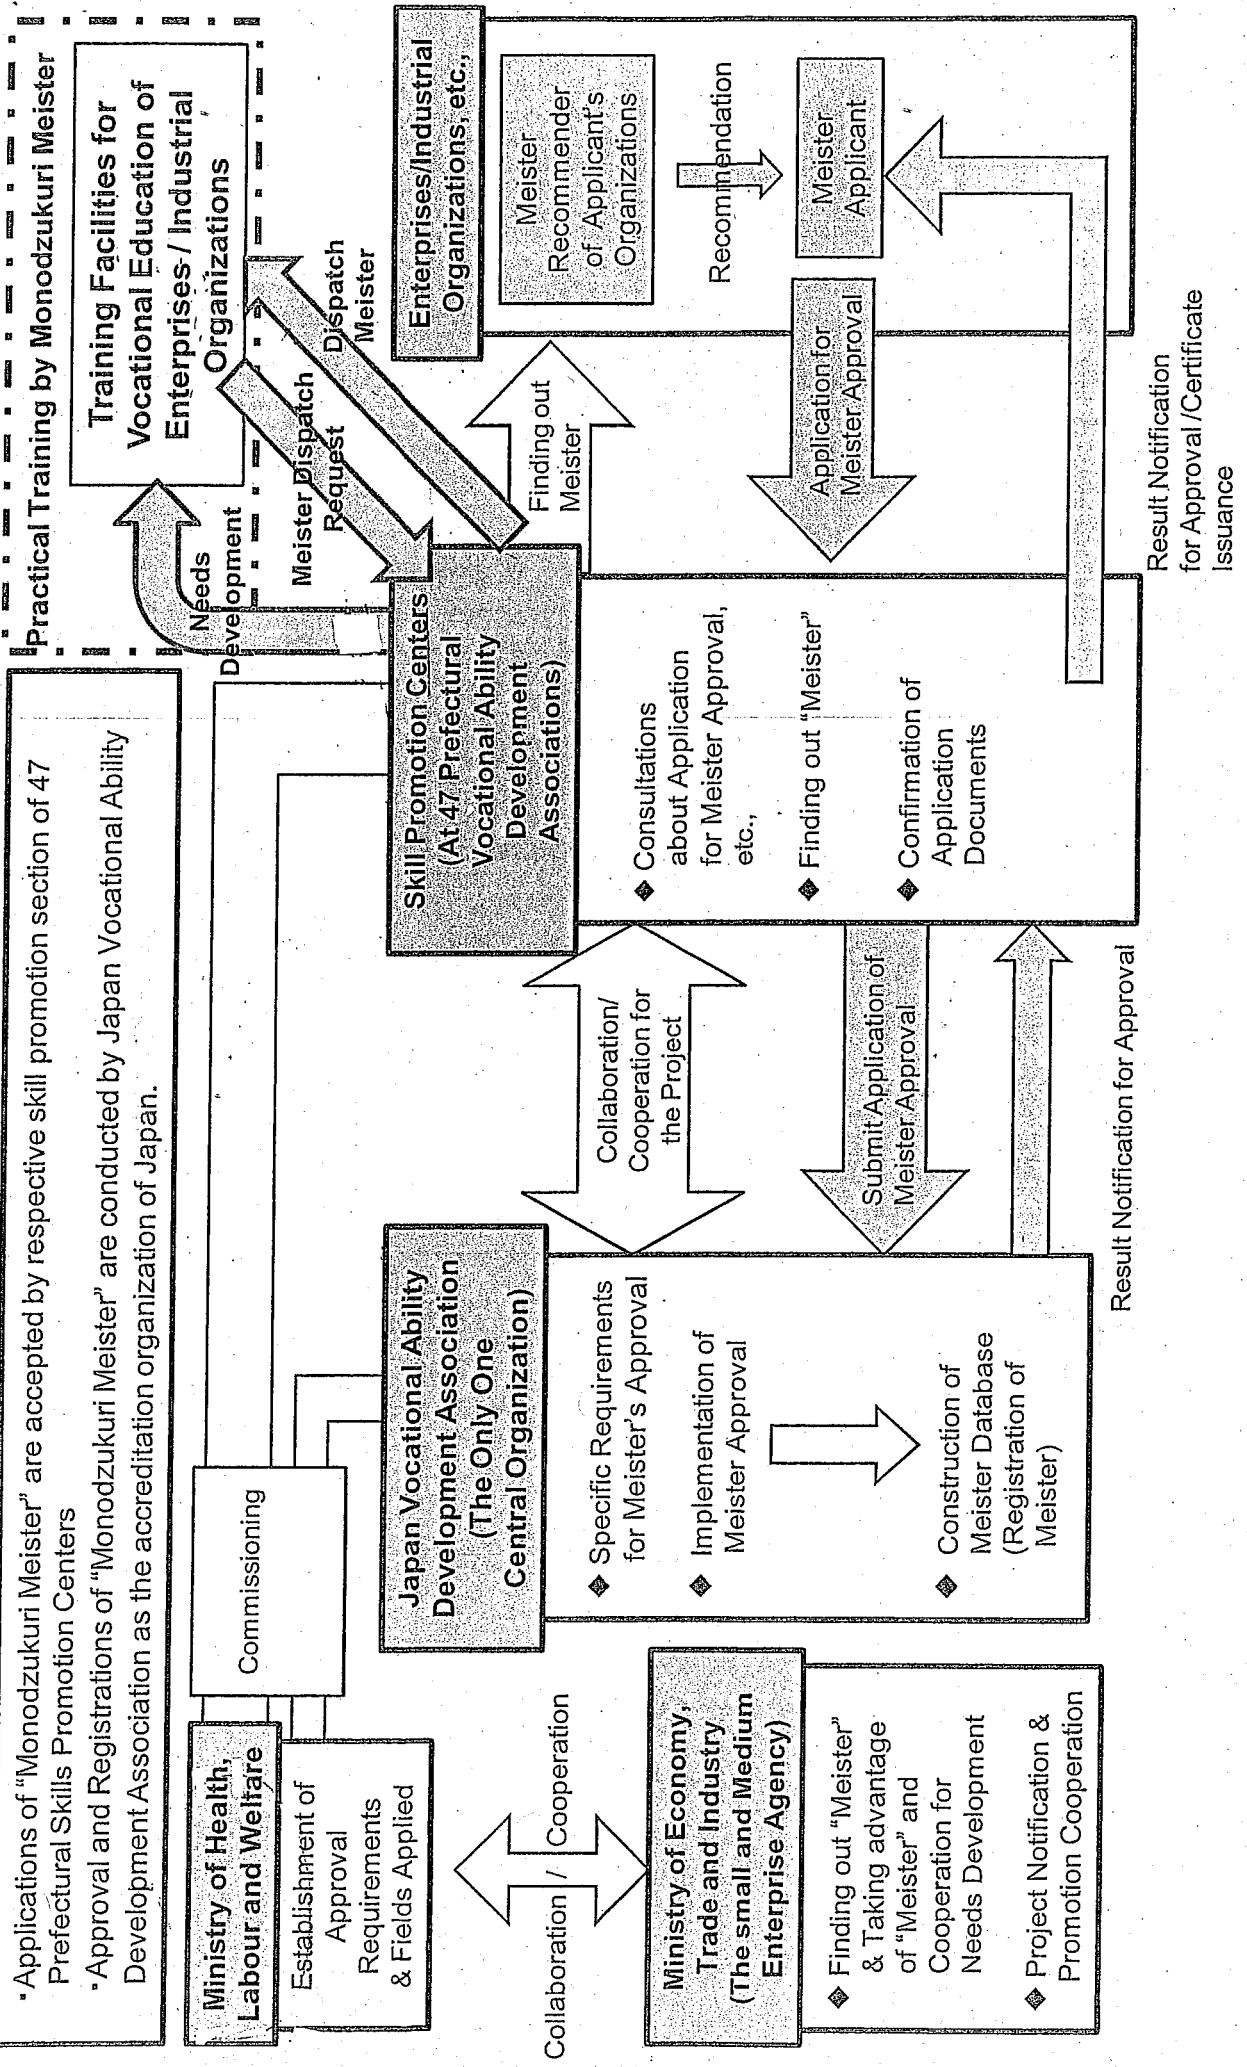 ▪Applications of “Monodzukuri Meister” are accepted by respective skill promotion section of 47
Prefectural Skills Promotion Centers
▪Approval and Registrations of “Monodzukuri Meister” are conducted by Japan Vocational Ability
Development Association as the accreditation organization of Japan.
Practical Training by Monodzukuri Meister
Training Facilities for
Vocational Education of
Enterprises / Industrial
Organizations
Ministry of Health,
Labour and Welfare
Establishment of
Approval
Requirements
& Fields Applied
Commissioning
Needs
Development
Meister Dispatch
Request
Dispatch
Meister
Collaboration / Cooperation
Ministry of Economy,
Trade and Industry
(The small and Medium
Enterprise Agency)
◆ Finding out “Meister”
& Taking advantage
of “Meister” and
Cooperation for
Needs Development
◆ Project Notification &
Promotion Cooperation
Japan Vocational Ability
Development Association
(The Only One
Central Organization)
◆ Specific Requirements
for Meister’s Approval
◆ Implementation of
Meister Approval
◆ Construction of
Meister Database
(Registration of
Meister)
Collaboration/
Cooperation for
the Project
Submit Application of
Meister Approval
Result Notification for Approval
Skill Promotion Centers
(At 47 Prefectural
Vocational Ability
Development
Associations)
◆ Consultations
about Application
for Meister Approval,
etc.,
◆ Finding out “Meister”
◆ Confirmation of
Application
Documents
Finding out
Meister
Application for
Meister Approval
Result Notification
for Approval /Certificate
Issuance
Enterprises/Industrial
Organizations, etc.,
Meister
Recommender
of Applicant’s
Organizations
Recommendation
Meister
Applicant